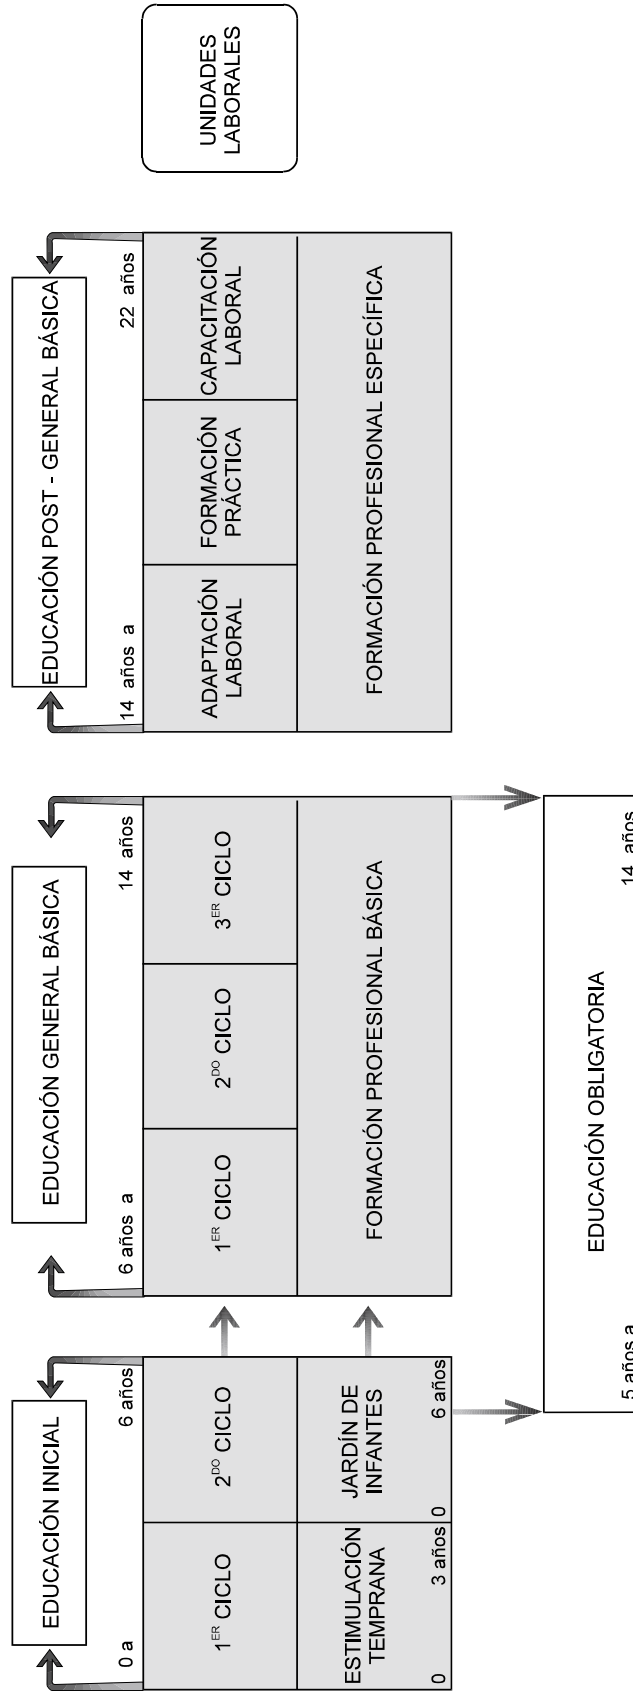 EDUCACIÓN INICIAL
0 a
6 años
1ER CICLO
2DO CICLO
ESTIMULACIÓN
TEMPRANA
0
3 años
JARDÍN DE
INFANTES
0
6 años
EDUCACIÓN GENERAL BÁSICA
6 años a
14 años
1ER CICLO
2DO CICLO
3ER CICLO
FORMACIÓN PROFESIONAL BÁSICA
EDUCACIÓN OBLIGATORIA
5 años a
14 años
EDUCACIÓN POST - GENERAL BÁSICA
14 años a
22 años
ADAPTACIÓN
LABORAL
FORMACIÓN
PRÁCTICA
CAPACITACIÓN
LABORAL
FORMACIÓN PROFESIONAL ESPECÍFICA
UNIDADES
LABORALES